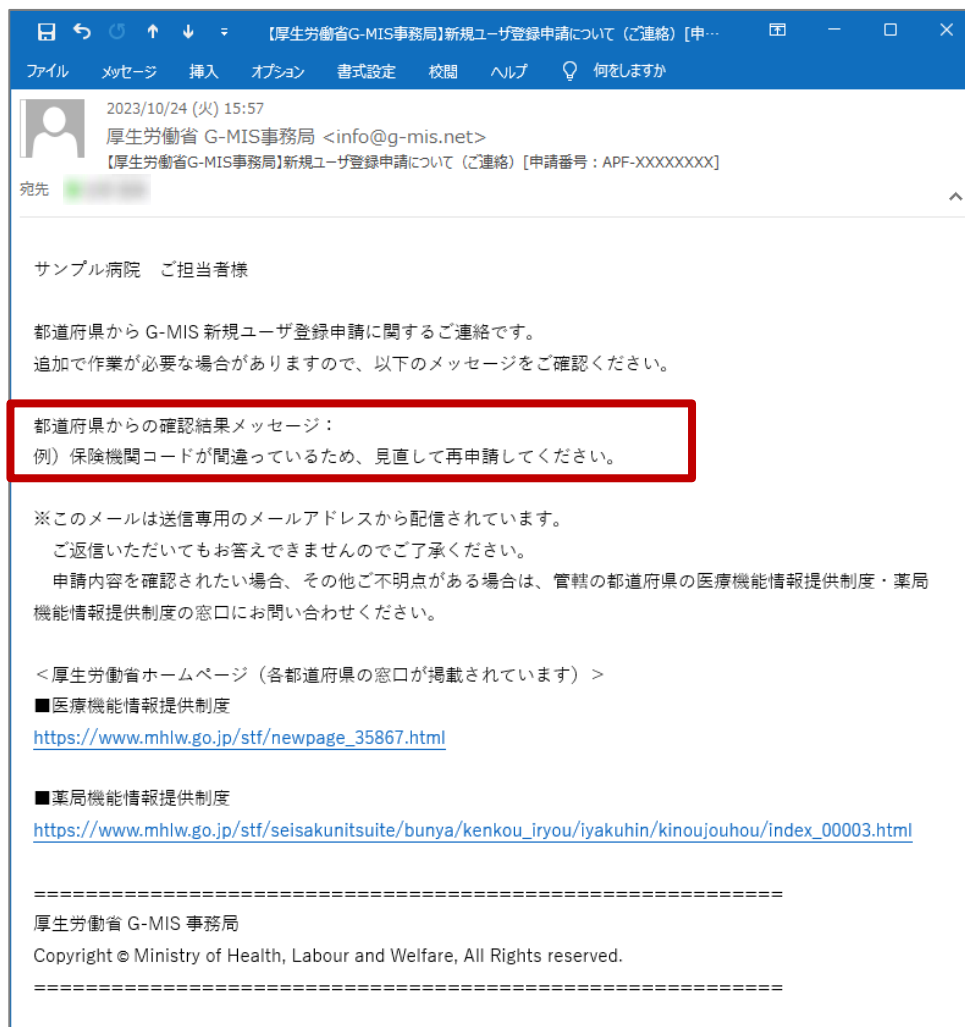 【厚生労働省G-MIS事務局】新規ユーザ登録申請について（ご連絡）[申…
ファイル メッセージ 挿入 オプション 書式設定 校閲 ヘルプ 何をしますか
2023/10/24 (火) 15:57
厚生労働省 G-MIS事務局 <info@g-mis.net>
【厚生労働省G-MIS事務局】新規ユーザ登録申請について（ご連絡）[申請番号：APF-XXXXXXXX]
宛先
サンプル病院　ご担当者様
都道府県から G-MIS 新規ユーザ登録申請に関するご連絡です。
追加で作業が必要な場合がありますので、以下のメッセージをご確認ください。
都道府県からの確認結果メッセージ：
例）保険機関コードが間違っているため、見直して再申請してください。
※このメールは送信専用のメールアドレスから配信されています。
ご返信いただいてもお答えできませんのでご了承ください。
申請内容を確認されたい場合、その他ご不明点がある場合は、管轄の都道府県の医療機能情報提供制度・薬局
機能情報提供制度の窓口にお問い合わせください。
＜厚生労働省ホームページ（各都道府県の窓口が掲載されています）＞
■医療機能情報提供制度
https://www.mhlw.go.jp/stf/newpage_35867.html
■薬局機能情報提供制度
https://www.mhlw.go.jp/stf/seisakunitsuite/bunya/kenkou_iryou/iyakuhin/kinoujouhou/index_00003.html
==========================================================
厚生労働省 G-MIS 事務局
Copyright © Ministry of Health, Labour and Welfare, All Rights reserved.
==========================================================